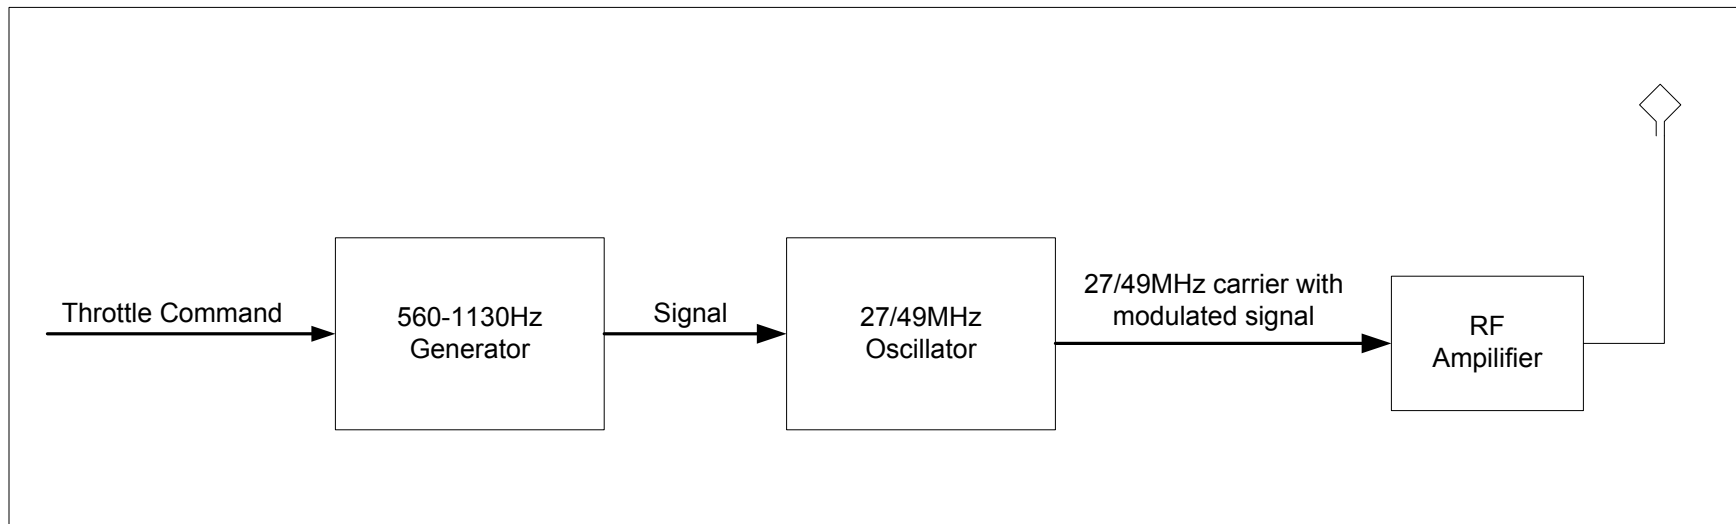 Throttle Command
560-1130Hz
Generator
Signal
27/49MHz
Oscillator
27/49MHz carrier with
modulated signal
RF
Ampilifier